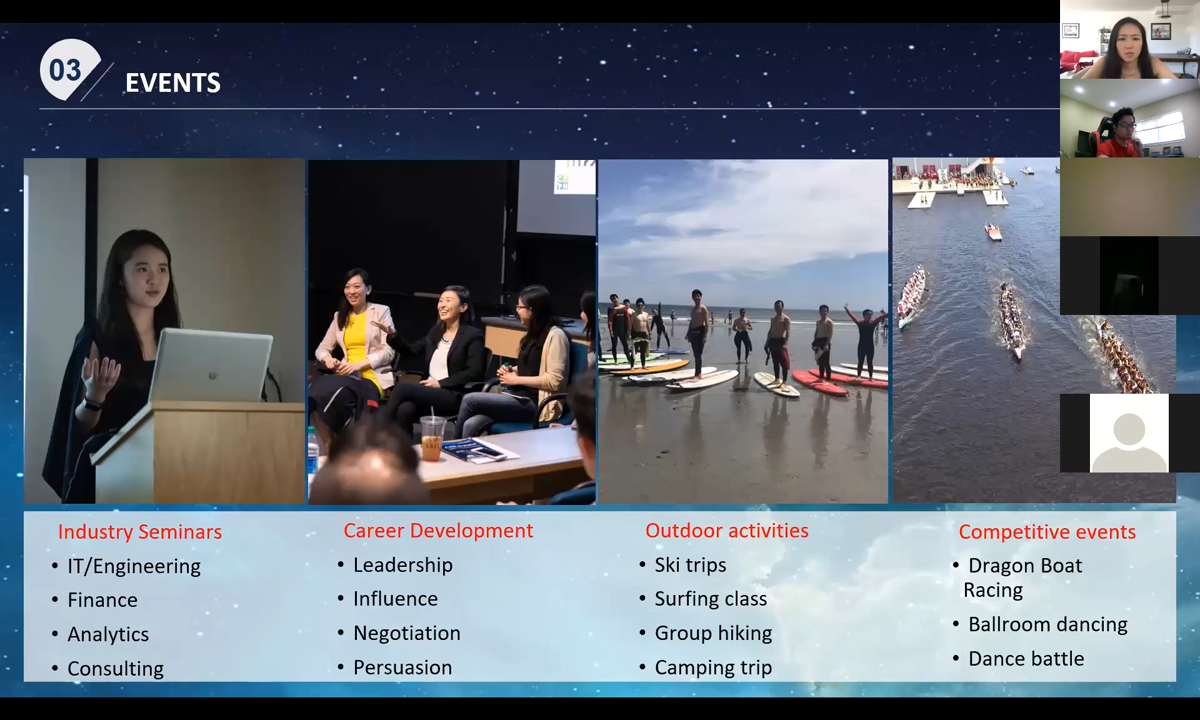 03
EVENTS
Industry Seminars
• IT/Engineering
• Finance
• Analytics
• Consulting
Career Development
• Leadership
• Influence
• Negotiation
• Persuasion
Outdoor activities
• Ski trips
• Surfing class
• Group hiking
• Camping trip
Competitive events
• Dragon Boat
Racing
• Ballroom dancing
• Dance battle